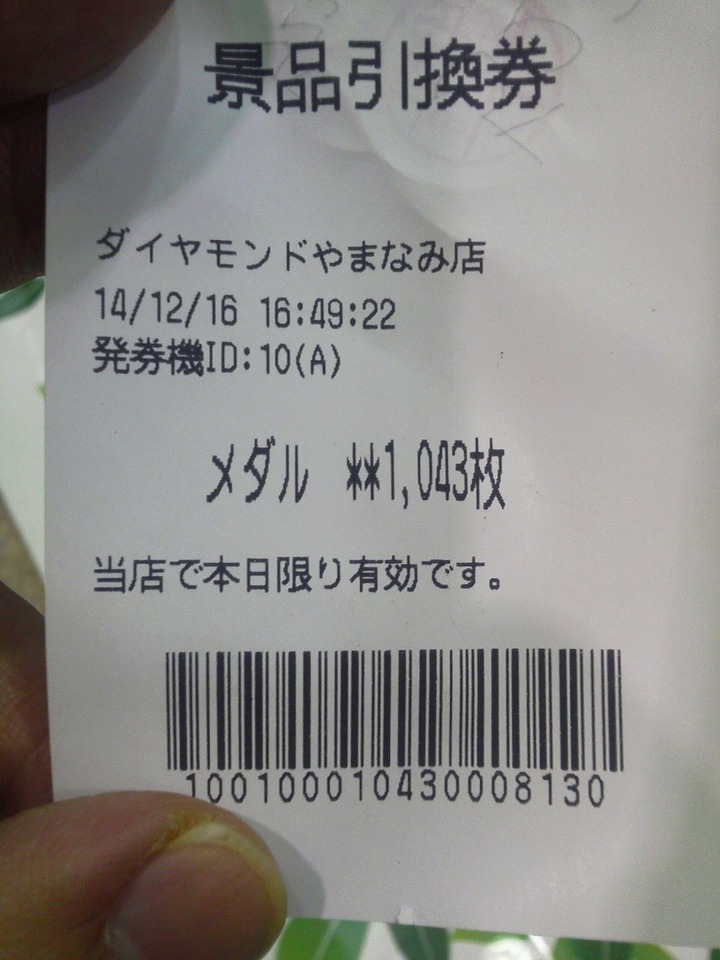 景品引換券
ダイヤモンドやまなみ店
14/12/16 16:49:22
発券機ID:10(A)
メダル **1,043枚
当店で本日限り有効です。
100100010430008130